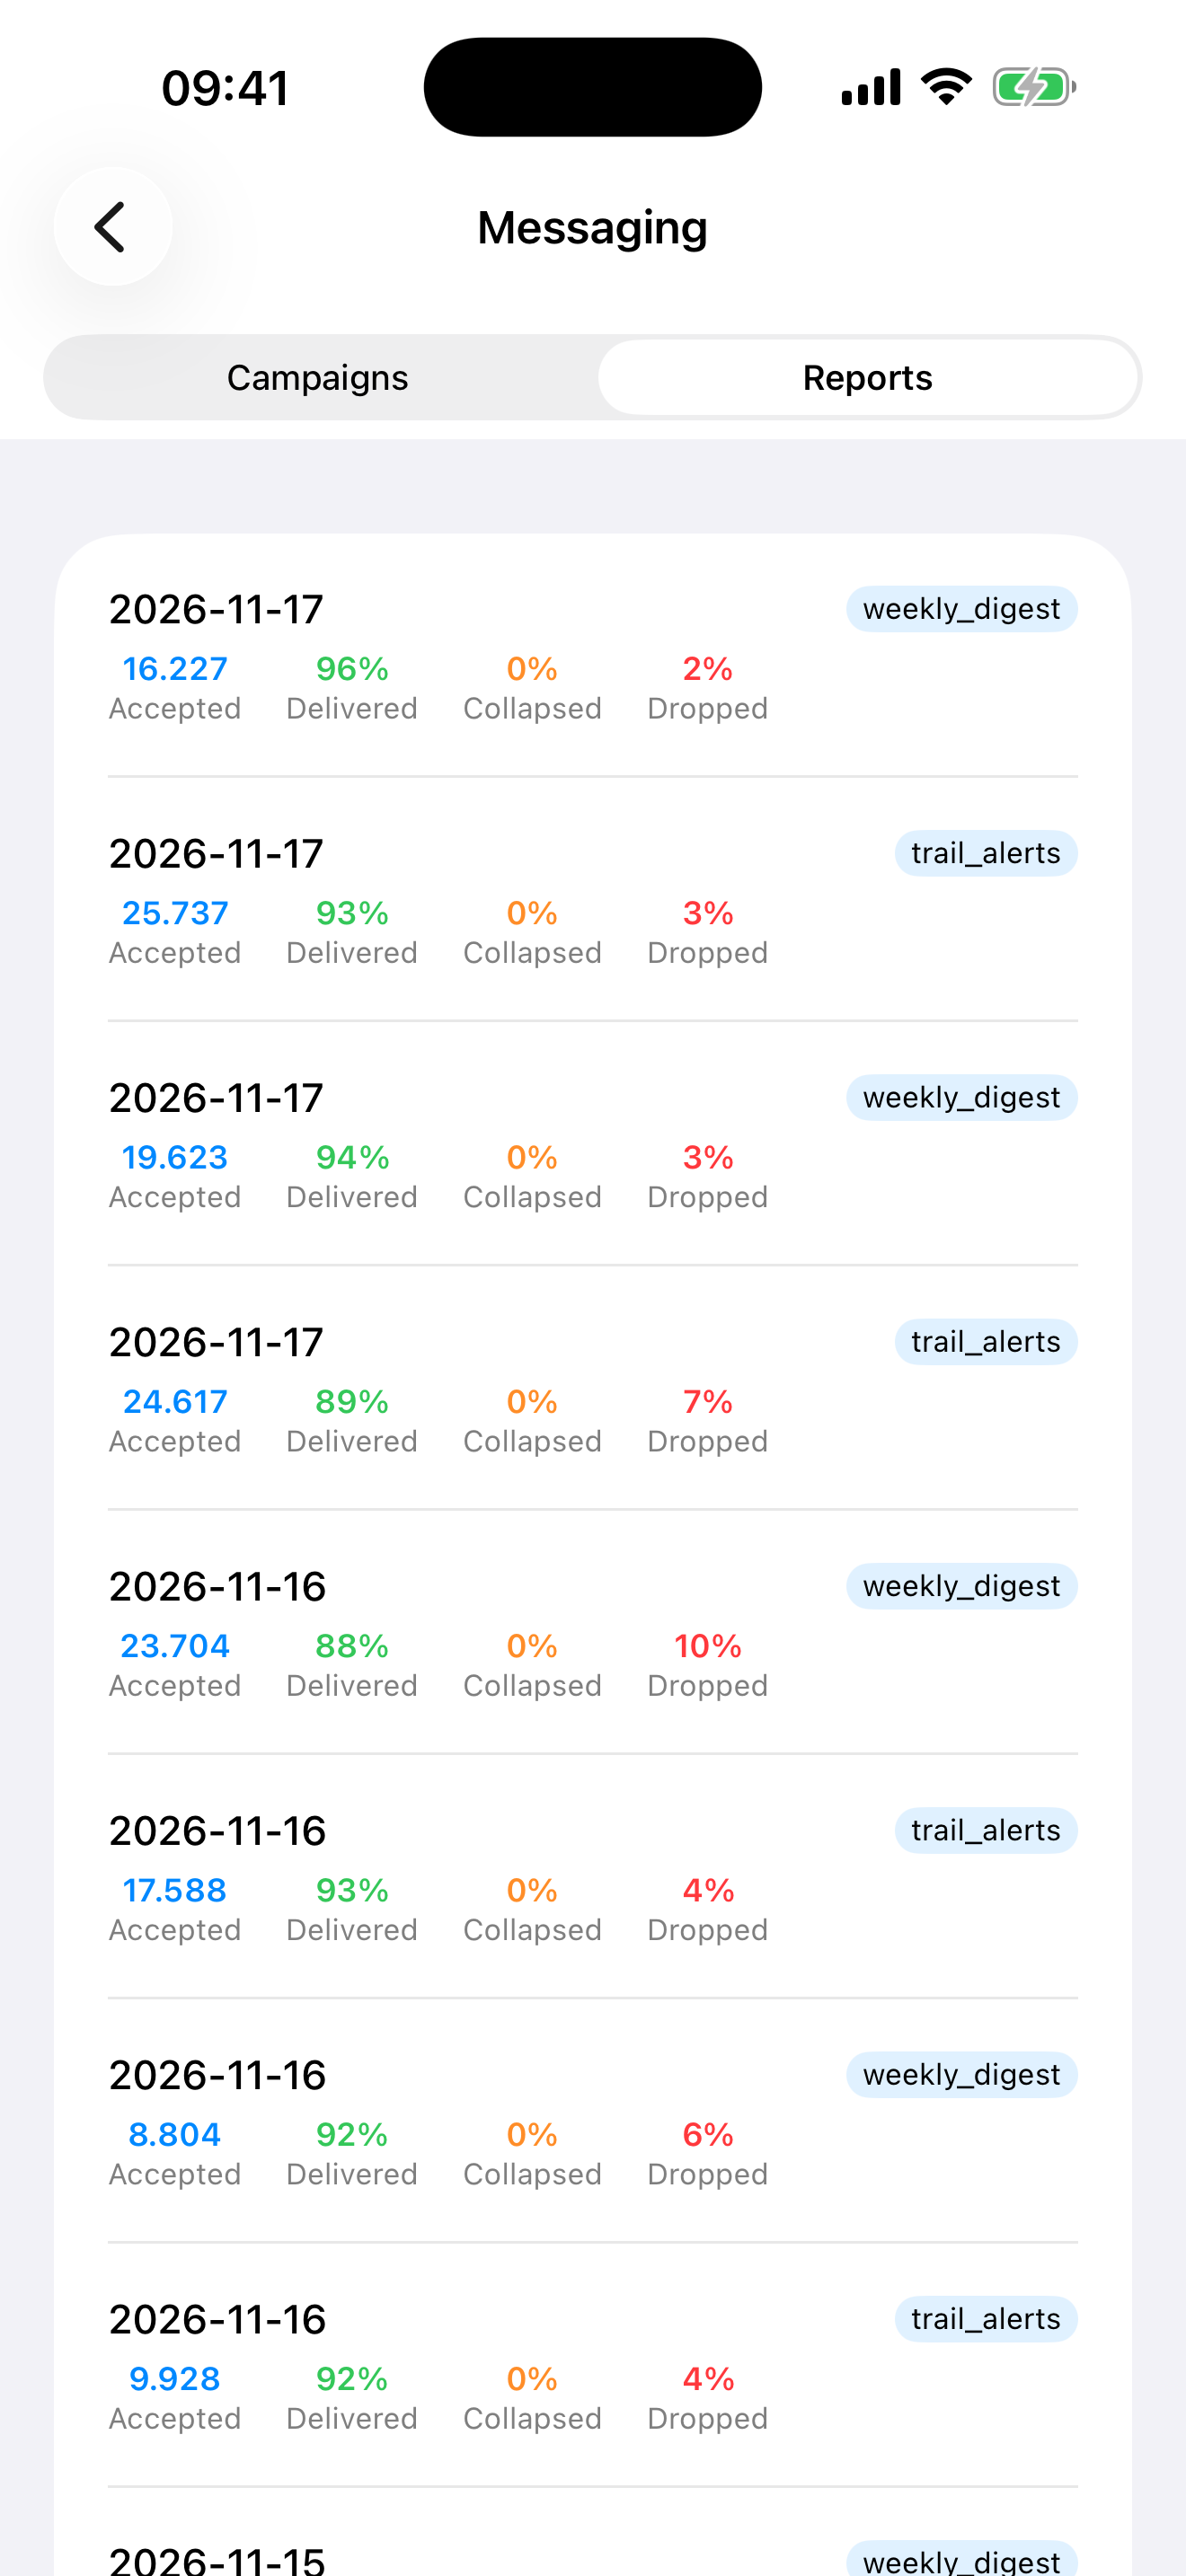 09:41
Messaging
Campaigns Reports
2026-11-17 weekly_digest
16.227 96% 0% 2%
Accepted Delivered Collapsed Dropped
2026-11-17 trail_alerts
25.737 93% 0% 3%
Accepted Delivered Collapsed Dropped
2026-11-17 weekly_digest
19.623 94% 0% 3%
Accepted Delivered Collapsed Dropped
2026-11-17 trail_alerts
24.617 89% 0% 7%
Accepted Delivered Collapsed Dropped
2026-11-16 weekly_digest
23.704 88% 0% 10%
Accepted Delivered Collapsed Dropped
2026-11-16 trail_alerts
17.588 93% 0% 4%
Accepted Delivered Collapsed Dropped
2026-11-16 weekly_digest
8.804 92% 0% 6%
Accepted Delivered Collapsed Dropped
2026-11-16 trail_alerts
9.928 92% 0% 4%
Accepted Delivered Collapsed Dropped
2026-11-15 weekly_digest